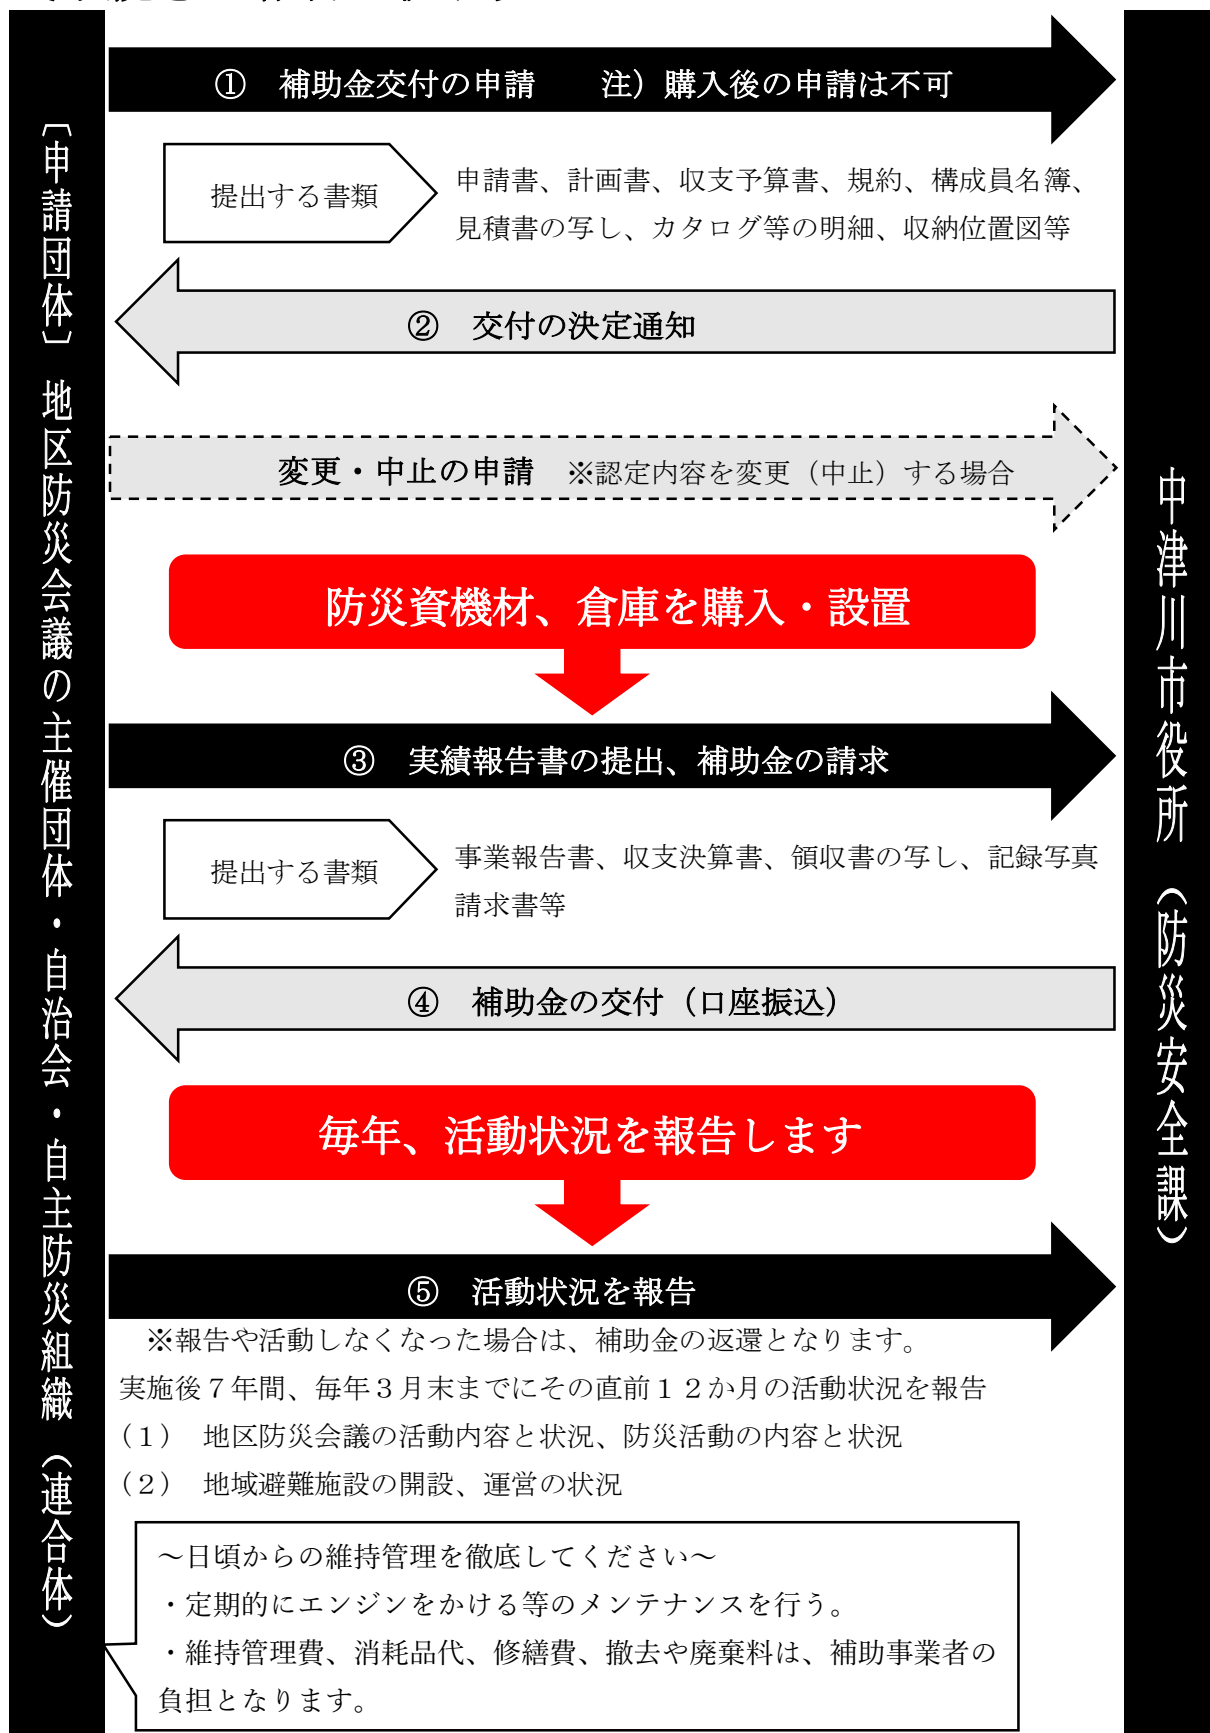 〔申請団体〕 地区防災会議の主催団体・自治会・自主防災組織（連合体）
① 補助金交付の申請　　注）購入後の申請は不可
提出する書類
申請書、計画書、収支予算書、規約、構成員名簿、
見積書の写し、カタログ等の明細、収納位置図等
② 交付の決定通知
変更・中止の申請　※認定内容を変更（中止）する場合
防災資機材、倉庫を購入・設置
③ 実績報告書の提出、補助金の請求
提出する書類
事業報告書、収支決算書、領収書の写し、記録写真
請求書等
④ 補助金の交付（口座振込）
毎年、活動状況を報告します
⑤ 活動状況を報告
※報告や活動しなくなった場合は、補助金の返還となります。
実施後７年間、毎年３月末までにその直前１２か月の活動状況を報告
（１） 地区防災会議の活動内容と状況、防災活動の内容と状況
（２） 地域避難施設の開設、運営の状況
～日頃からの維持管理を徹底してください～
・定期的にエンジンをかける等のメンテナンスを行う。
・維持管理費、消耗品代、修繕費、撤去や廃棄料は、補助事業者の
負担となります。
中津川市役所 （防災安全課）